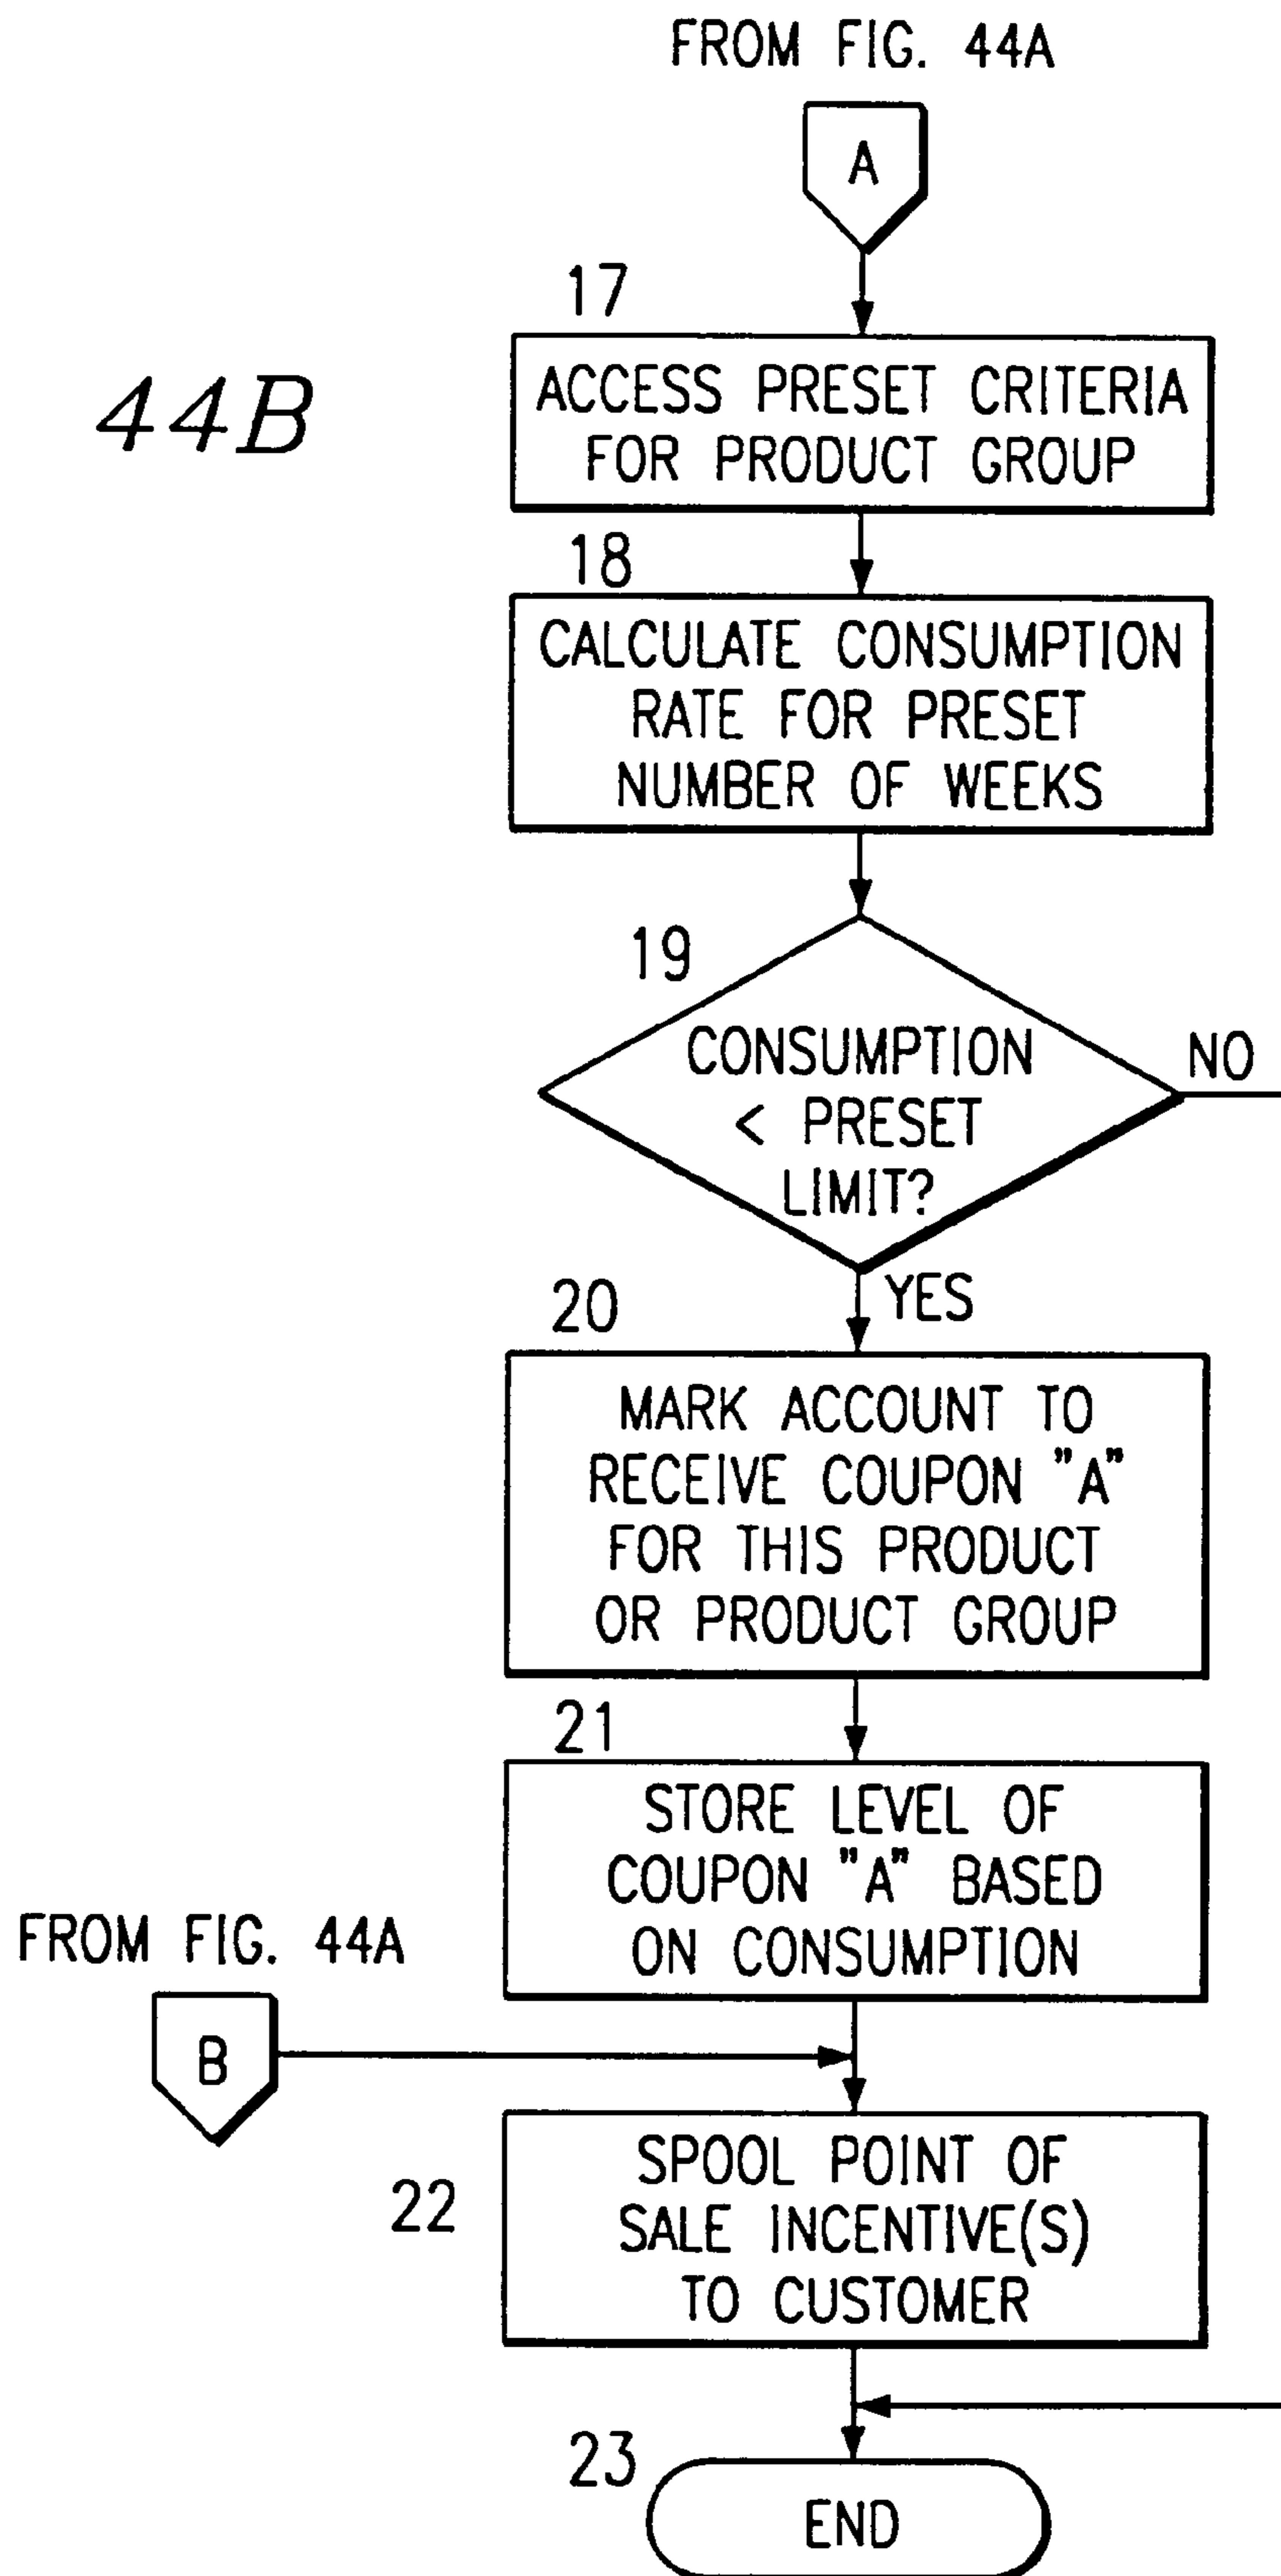 FROM FIG. 44A
A
17
44B
ACCESS PRESET CRITERIA
FOR PRODUCT GROUP
18
CALCULATE CONSUMPTION
RATE FOR PRESET
NUMBER OF WEEKS
19
CONSUMPTION
< PRESET
LIMIT?
NO
YES
20
MARK ACCOUNT TO
RECEIVE COUPON "A"
FOR THIS PRODUCT
OR PRODUCT GROUP
21
STORE LEVEL OF
COUPON "A" BASED
ON CONSUMPTION
FROM FIG. 44A
B
22
SPOOL POINT OF
SALE INCENTIVE(S)
TO CUSTOMER
23
END